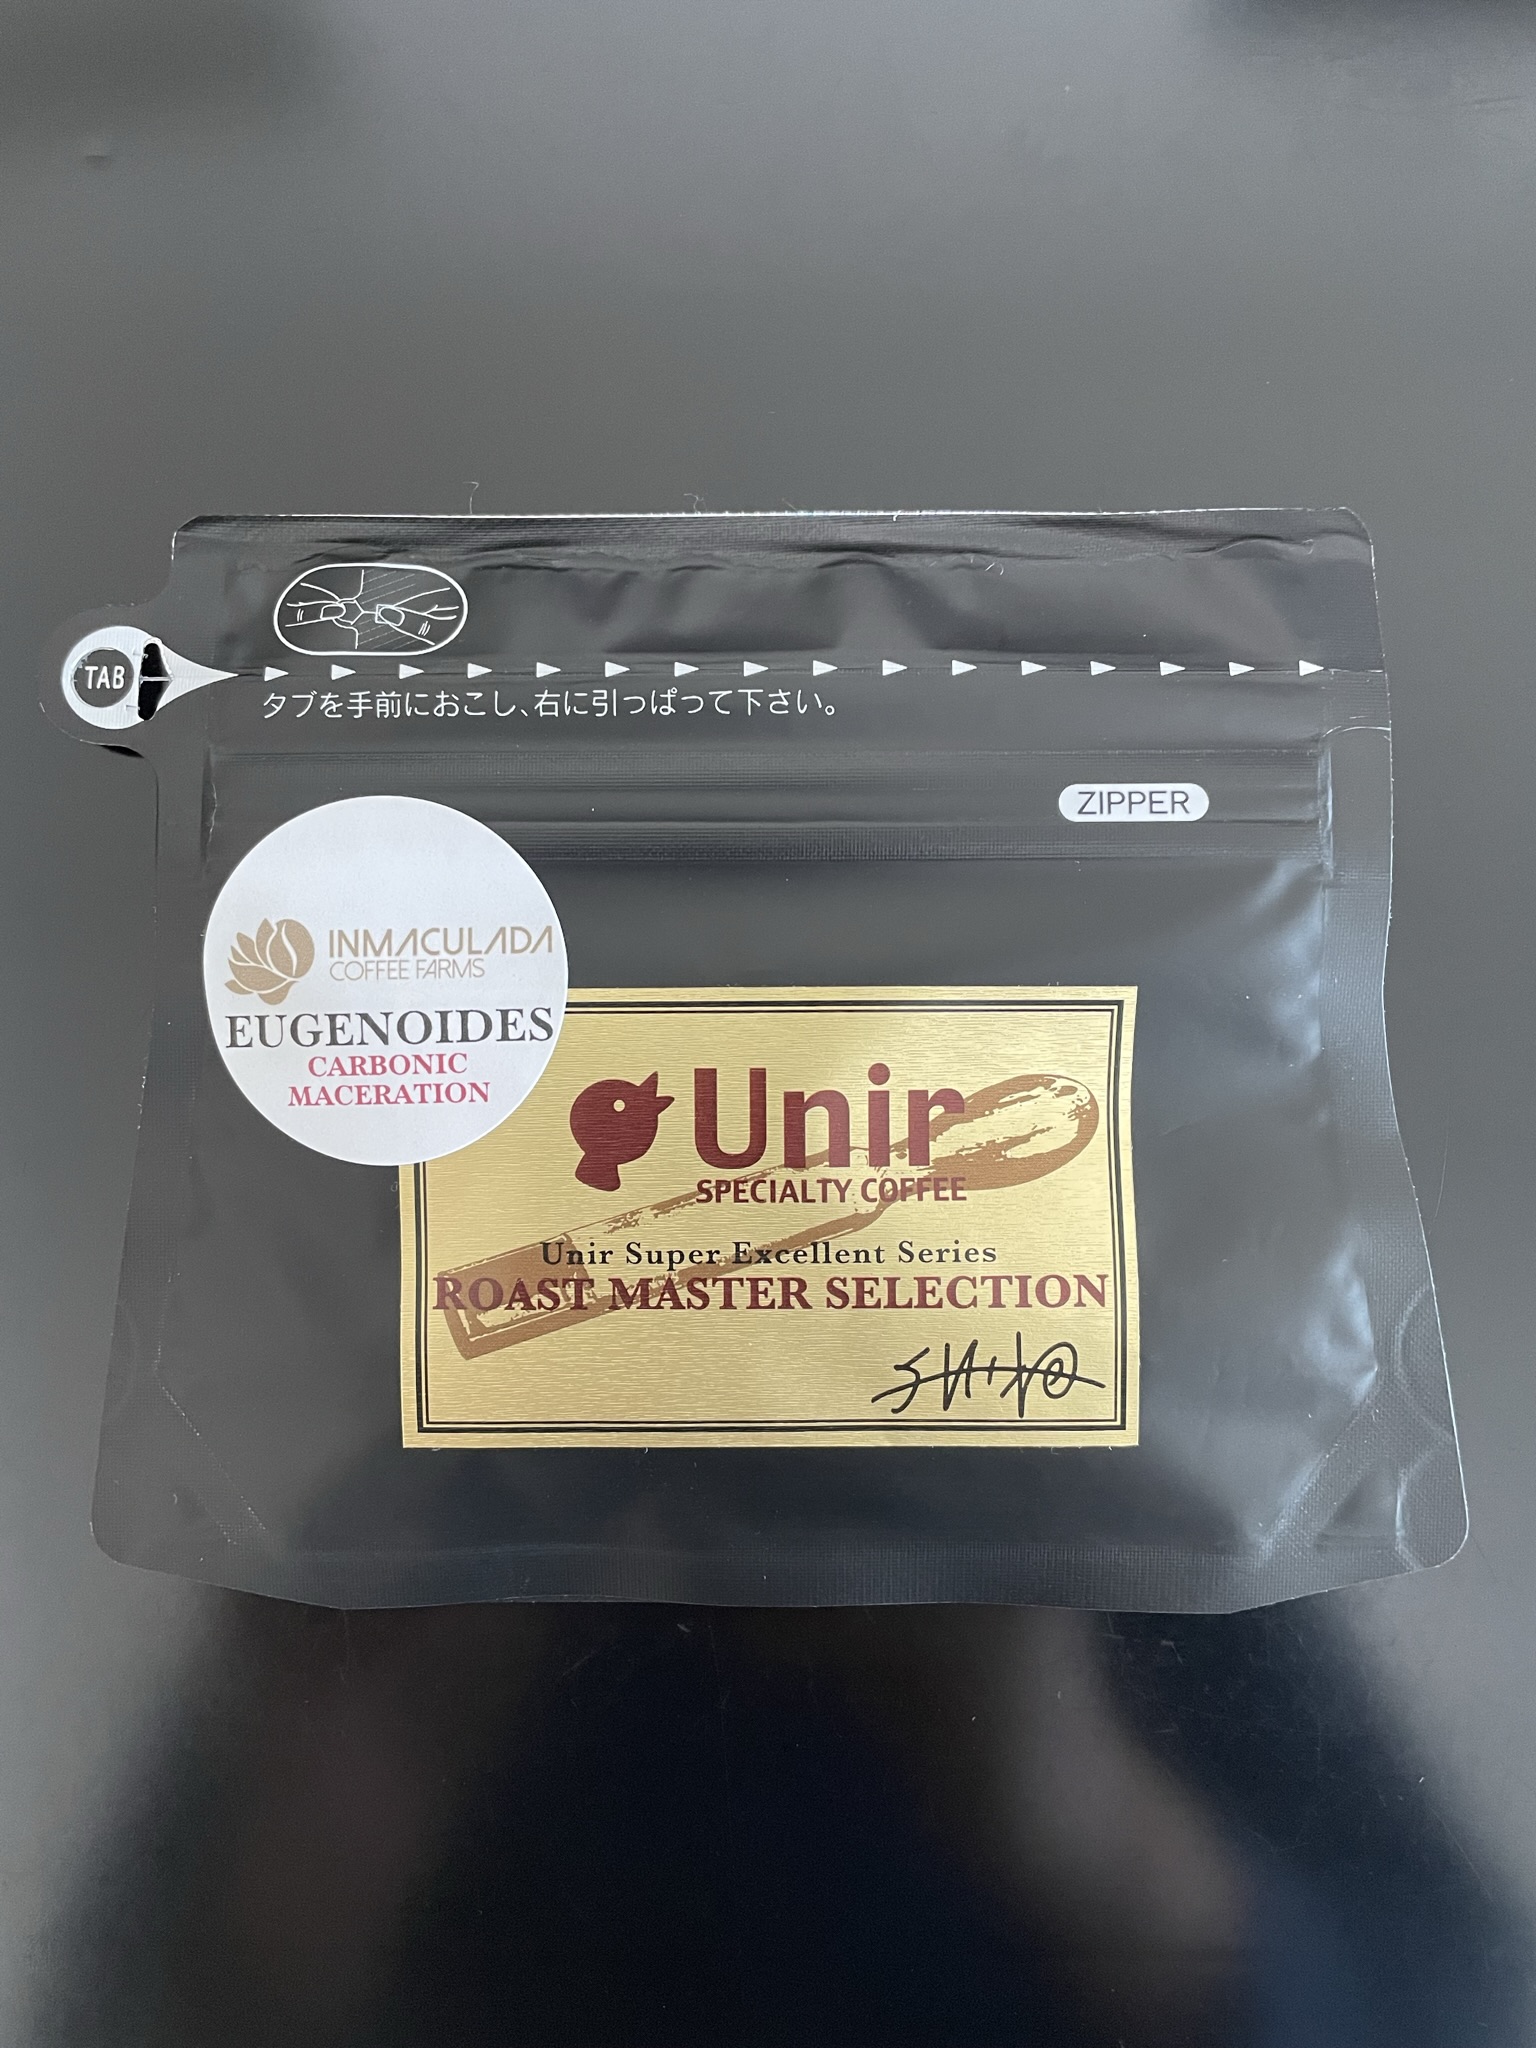 TAB
タブを手前におこし、右に引っぱって下さい。
ZIPPER
INMACULADA
COFFEE FARMS
EUGENOIDES
CARBONIC
MACERATION
Unir
SPECIALTY COFFEE
Unir Super Excellent Series
ROAST MASTER SELECTION